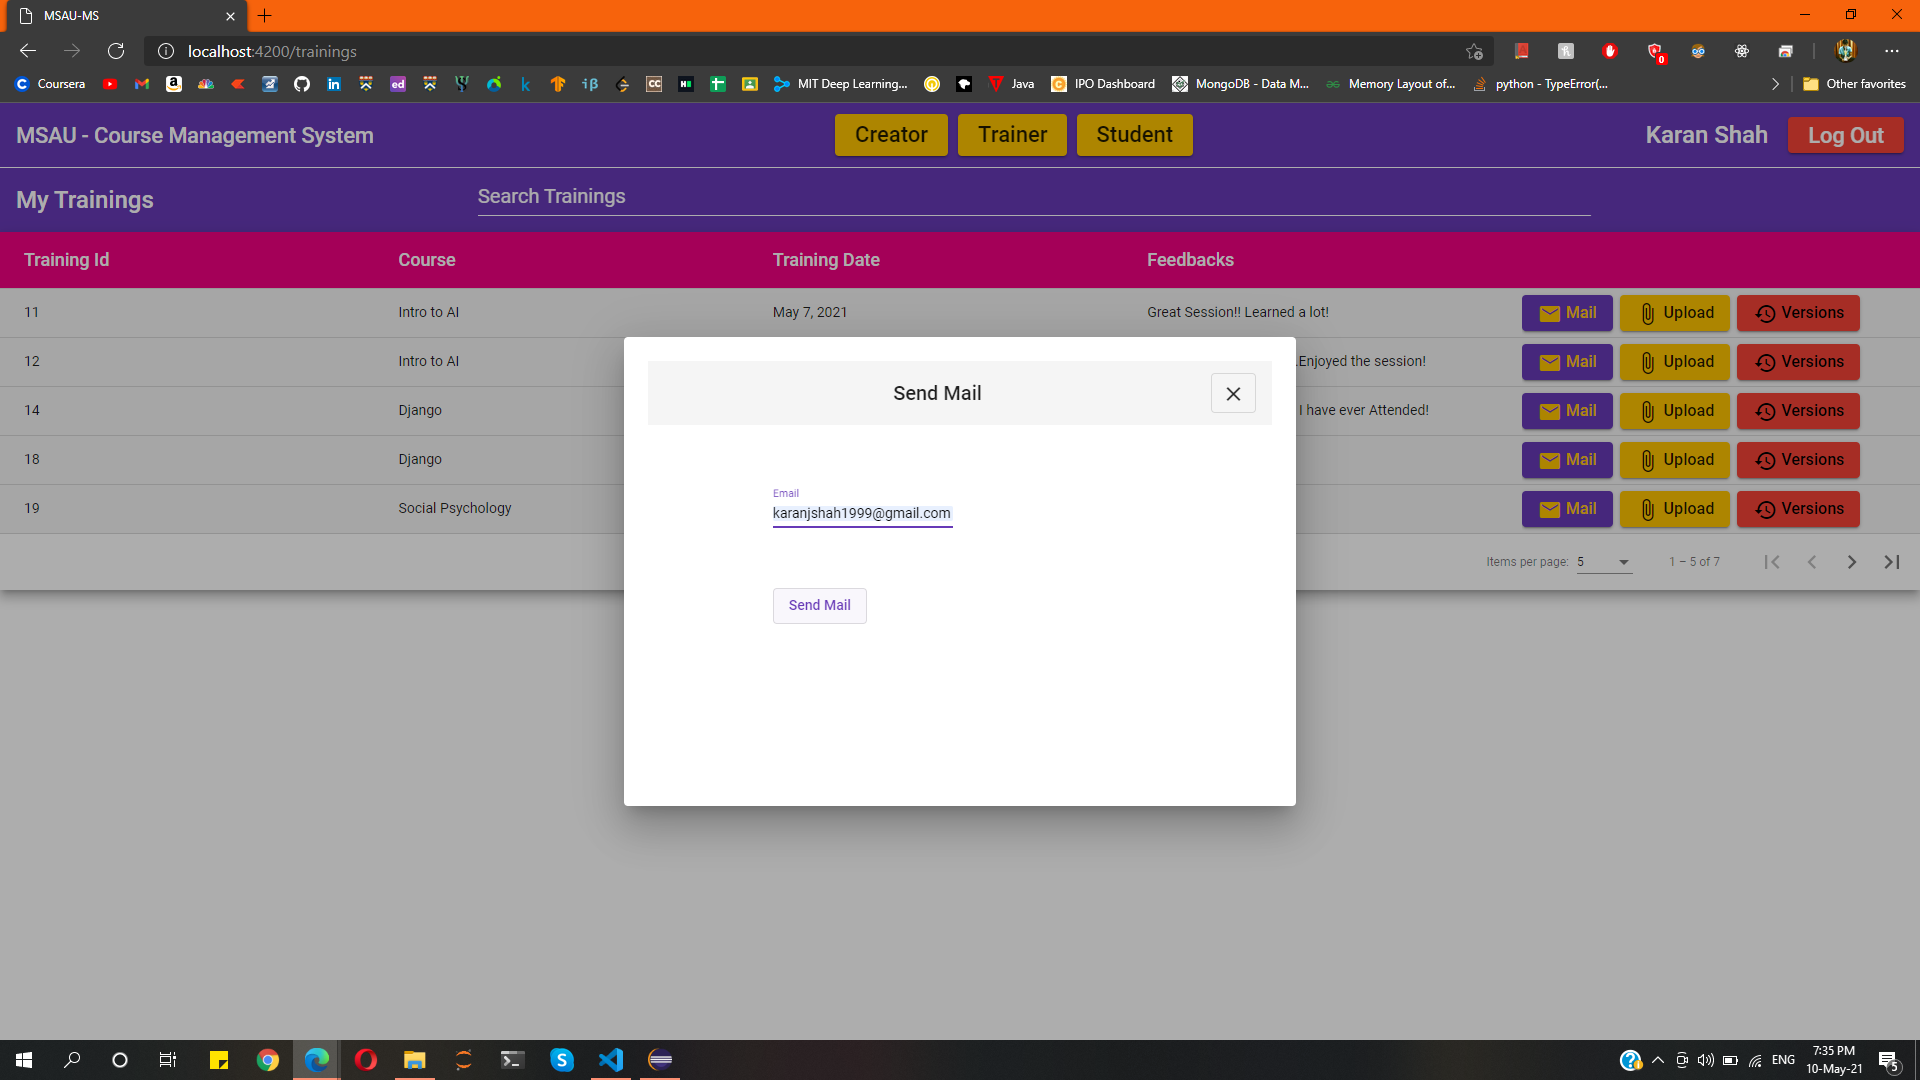 MSAU-MS
localhost:4200/trainings
0
Coursera
ed
k
iβ
CC
MIT Deep Learning...
Java
IPO Dashboard
MongoDB - Data M...
Memory Layout of...
python - TypeError(...
Other favorites
MSAU - Course Management System
Creator
Trainer
Student
Karan Shah
Log Out
My Trainings
Search Trainings
Training Id
Course
Training Date
Feedbacks
11
Intro to AI
May 7, 2021
Great Session!! Learned a lot!
Mail
Upload
Versions
12
Intro to AI
.Enjoyed the session!
Mail
Upload
Versions
14
Django
I have ever Attended!
Mail
Upload
Versions
18
Django
Mail
Upload
Versions
19
Social Psychology
Mail
Upload
Versions
Items per page: 5
1 – 5 of 7
Send Mail
Email
karanjshah1999@gmail.com
Send Mail
ENG
7:35 PM
10-May-21
5